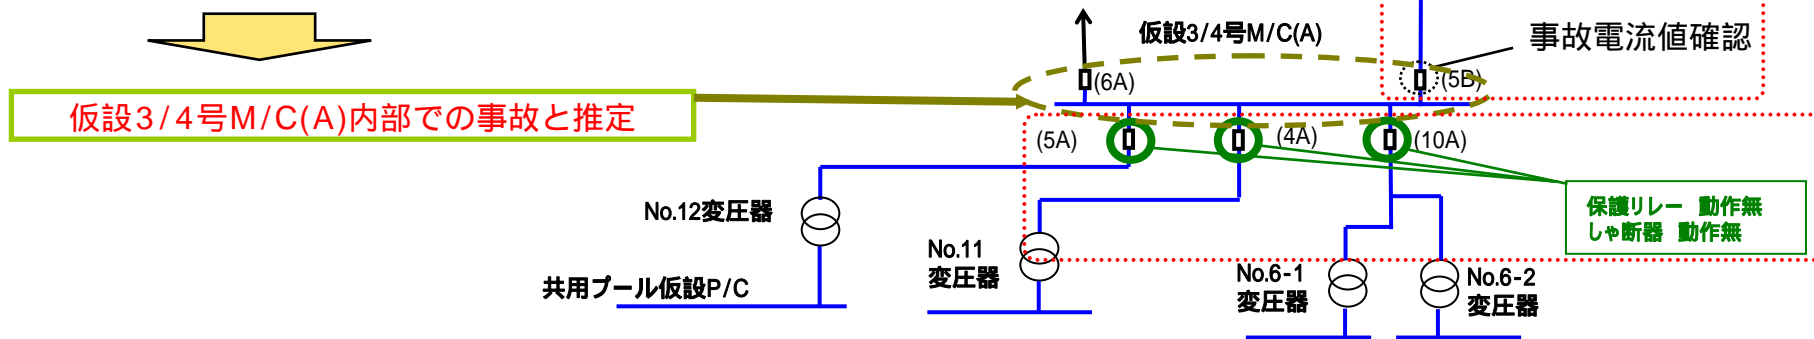 仮設3/4号M/C(A)
事故電流値確認
(6A)
(5B)
仮設3/4号M/C(A)内部での事故と推定
(5A)
(4A)
(10A)
保護リレー 動作無
しゃ断器 動作無
No.12変圧器
No.11
変圧器
No.6-1
変圧器
No.6-2
変圧器
共用プール仮設P/C